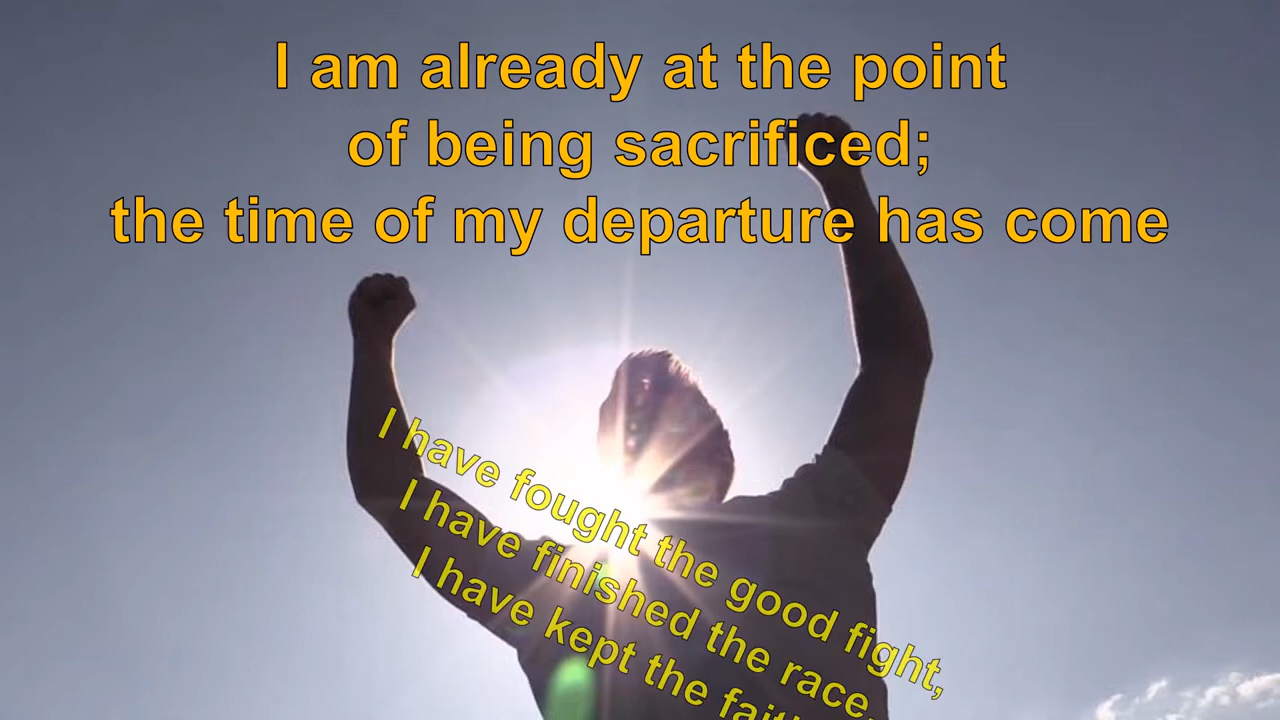 I am already at the point
of being sacrificed;
the time of my departure has come
I have fought the good fight,
I have finished the race,
I have kept the